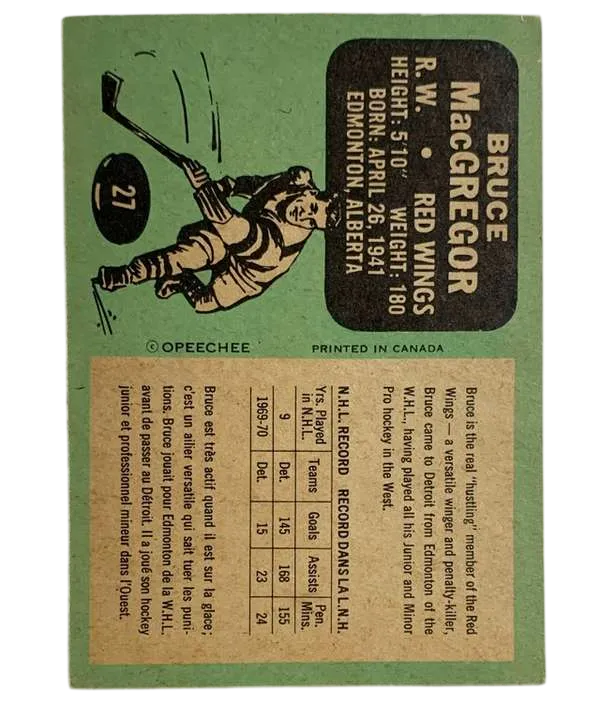 BRUCE
MacGREGOR
R. W. • RED WINGS
HEIGHT: 5'10" WEIGHT: 180
BORN: APRIL 26, 1941
EDMONTON, ALBERTA
27
© OPEECHEE
PRINTED IN CANADA
Bruce is the real "hustling" member of the Red
Wings — a versatile winger and penalty-killer,
Bruce came to Detroit from Edmonton of the
W.H.L., having played all his Junior and Minor
Pro hockey in the West.
N.H.L. RECORD RECORD DANS LA L.N.H.
Yrs. Played in N.H.L. Teams Goals Assists Pen. Mins.
9 Det. 145 168 155
1969-70 Det. 15 23 24
Bruce est très actif quand il est sur la glace;
c'est un ailier versatile qui sait tuer les puni-
tions. Bruce jouait pour Edmonton de la W.H.L.
avant de passer au Détroit. Il a joué son hockey
junior et professionnel mineur dans l'Ouest.